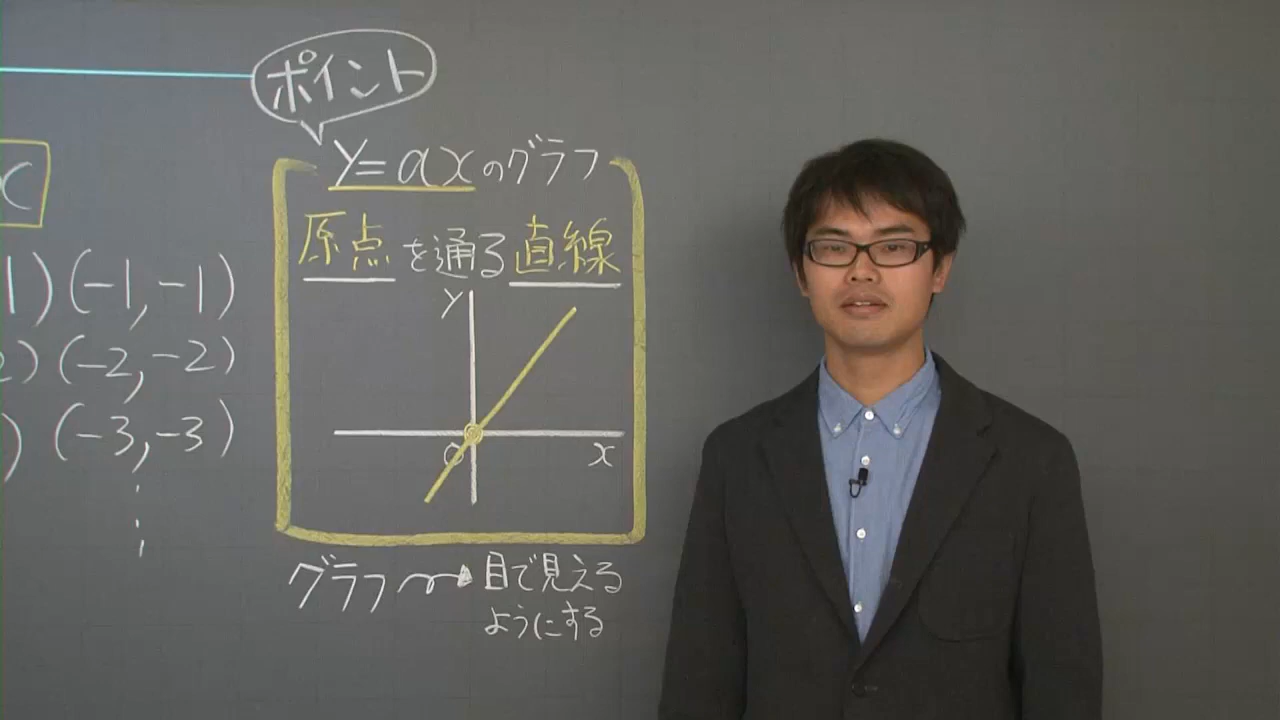 ポイント
y=axのグラフ
原点を通る直線
y
O
x
グラフ 目で見える
ようにする
x
1) (-1, -1)
2) (-2, -2)
) (-3, -3)